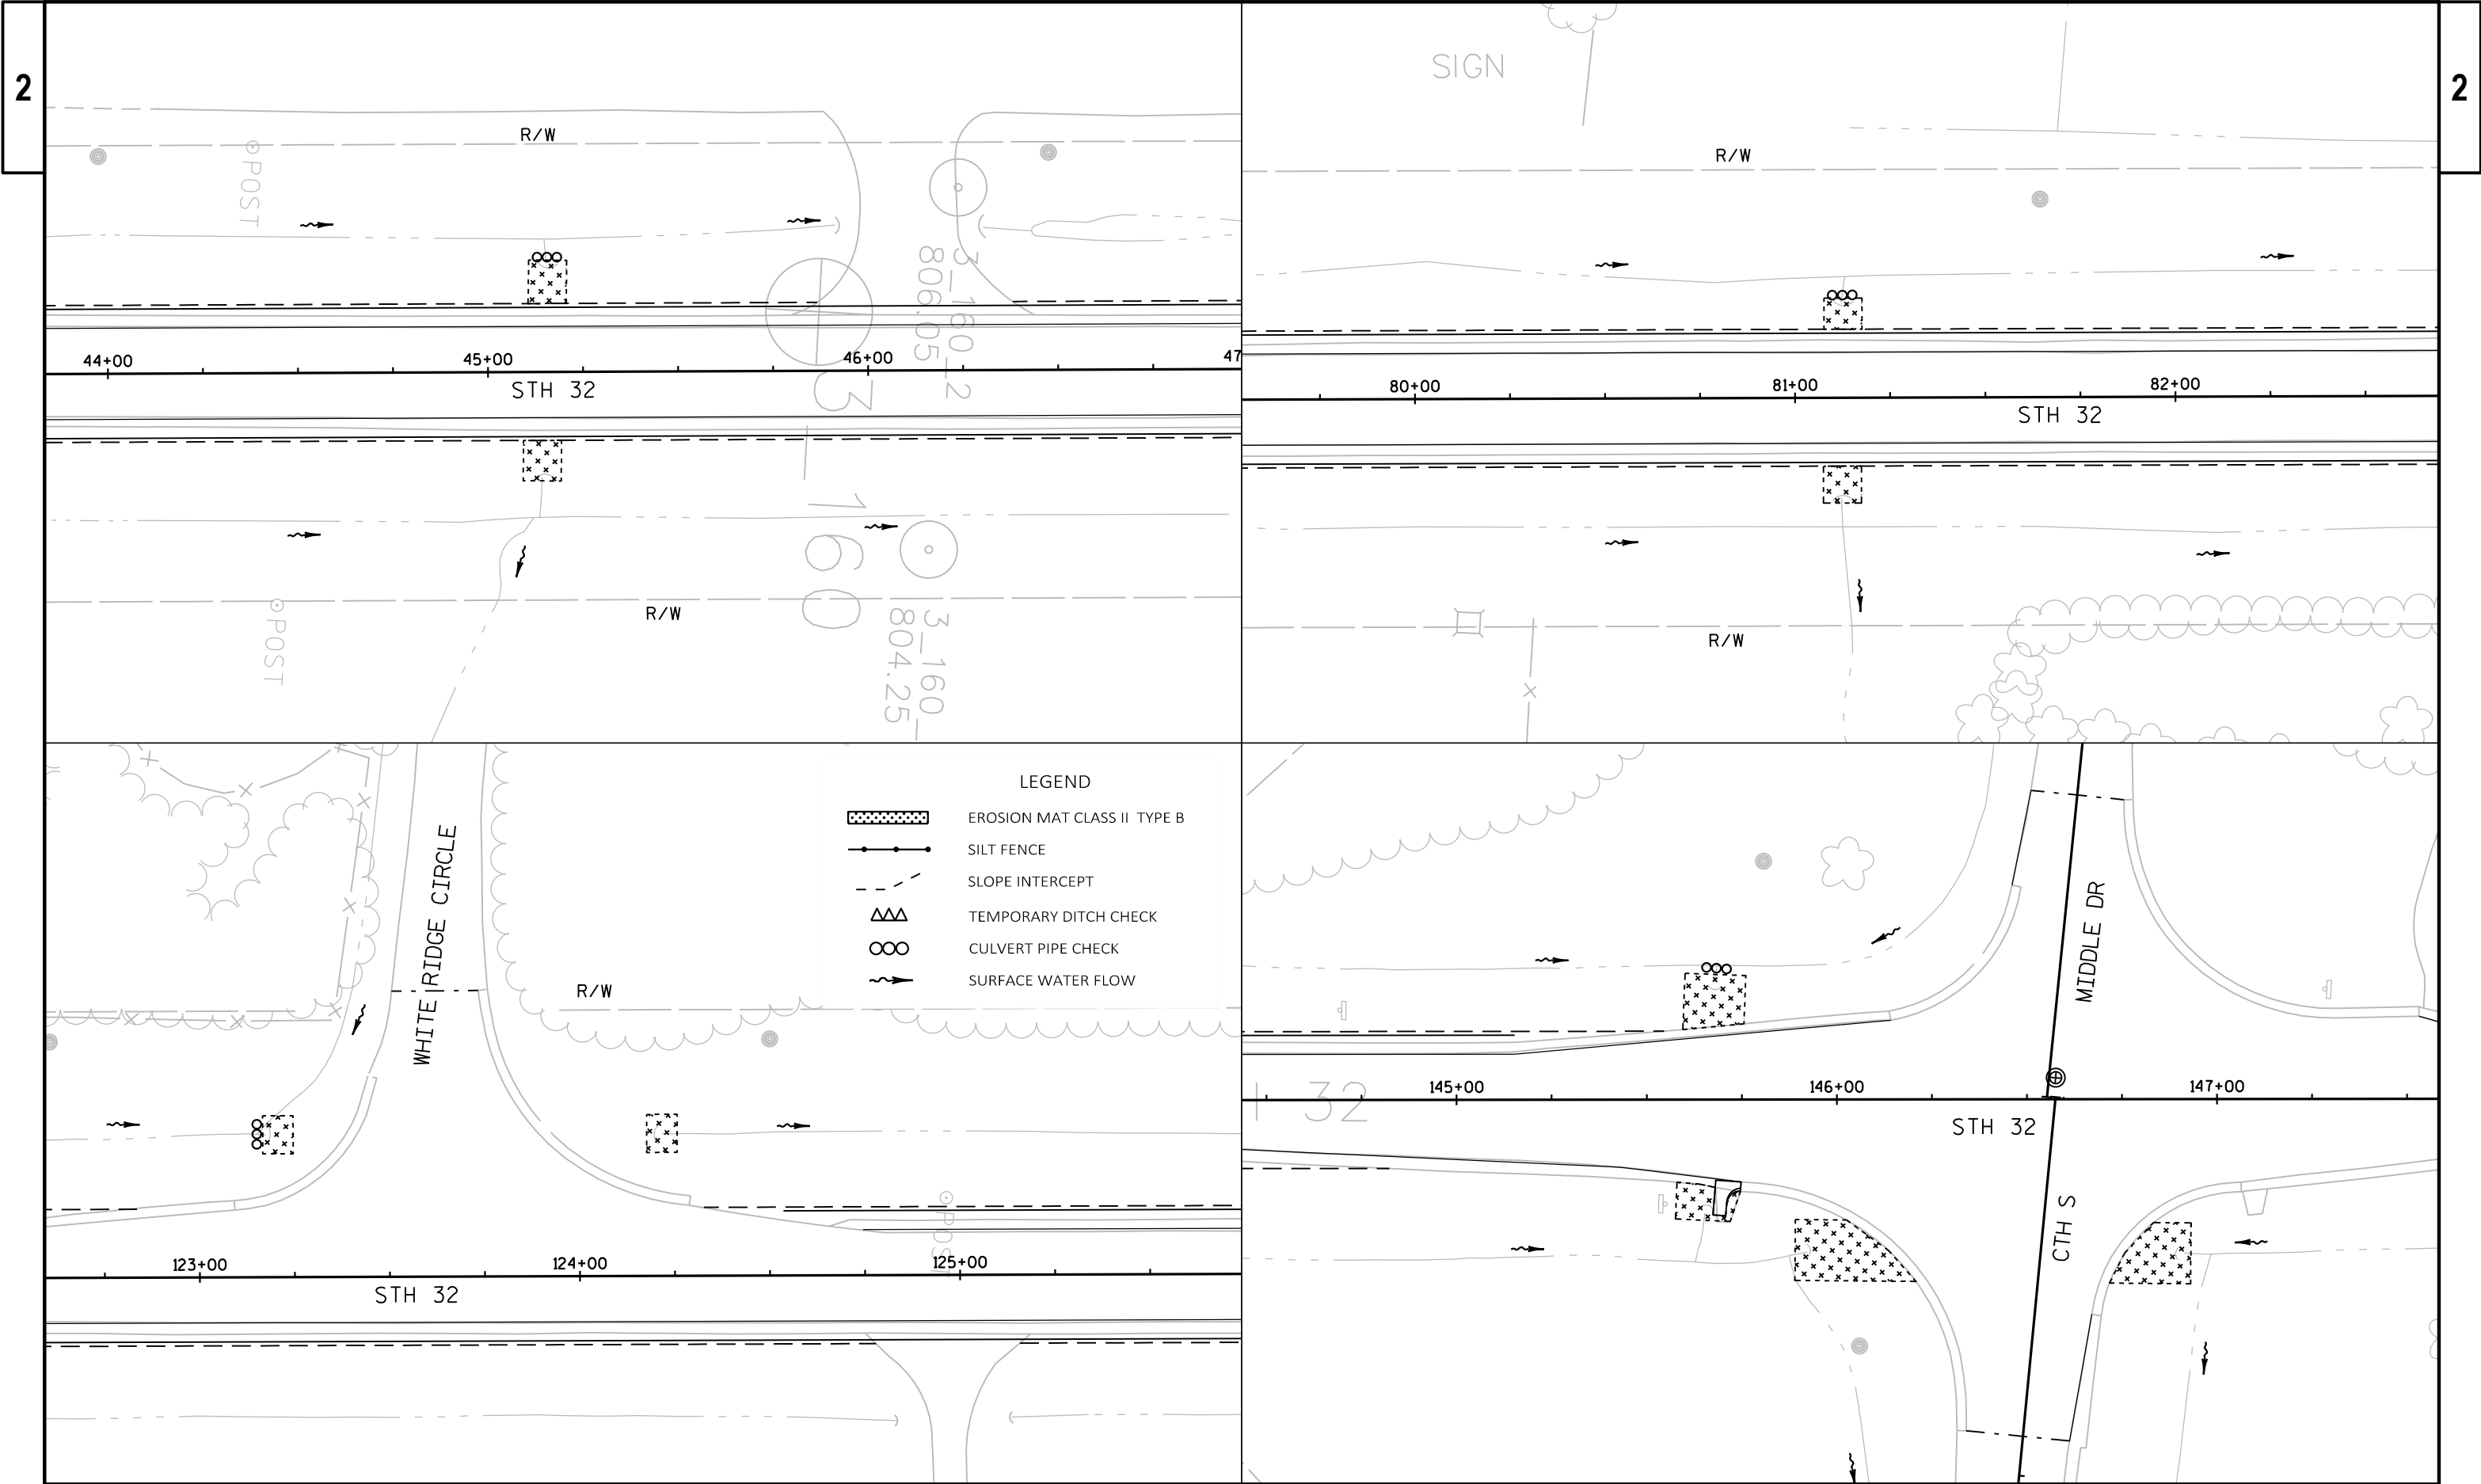 2
2
R/W
POST
3_160_2
806.05
44+00
45+00
46+00
47
STH 32
3_160
R/W
POST
3_160_
804.25
SIGN
R/W
80+00
81+00
82+00
STH 32
R/W
WHITE RIDGE CIRCLE
R/W
LEGEND
EROSION MAT CLASS II TYPE B
SILT FENCE
SLOPE INTERCEPT
TEMPORARY DITCH CHECK
CULVERT PIPE CHECK
SURFACE WATER FLOW
123+00
124+00
125+00
STH 32
MIDDLE DR
32
145+00
146+00
147+00
STH 32
CTH S